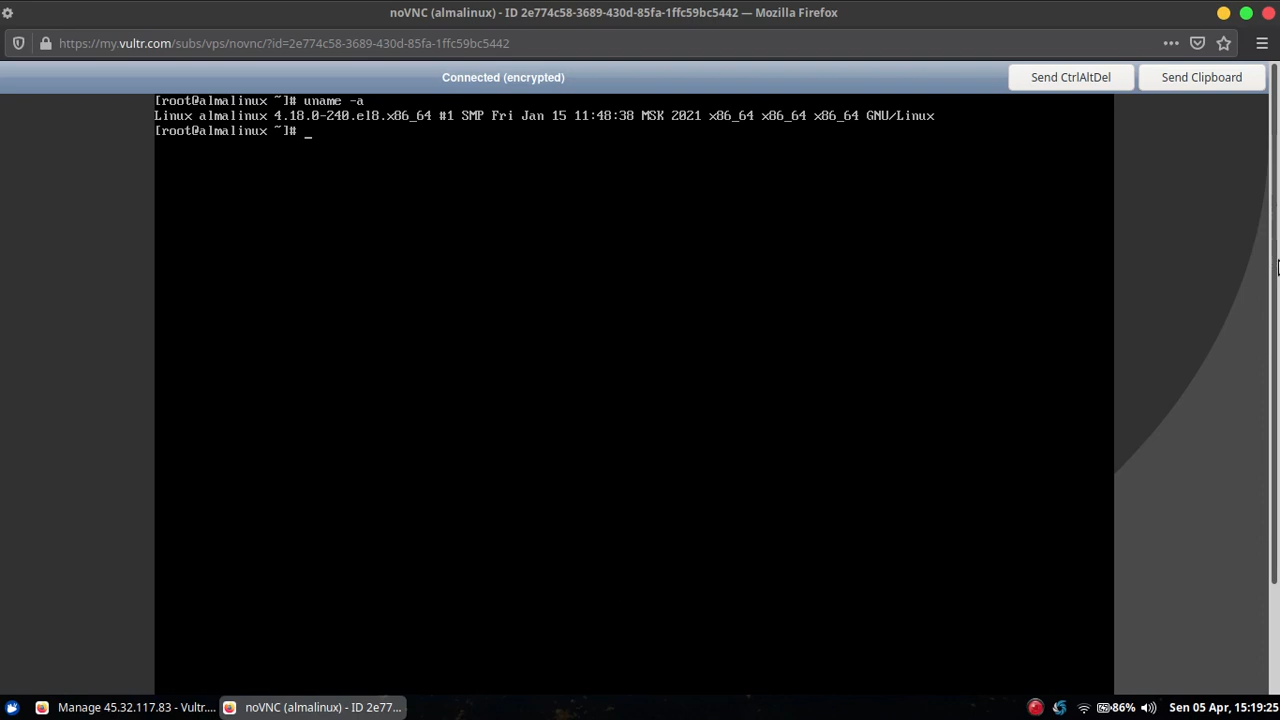 noVNC (almalinux) - ID 2e774c58-3689-430d-85fa-1ffc59bc5442 — Mozilla Firefox
https://my.vultr.com/subs/vps/novnc/?id=2e774c58-3689-430d-85fa-1ffc59bc5442
Connected (encrypted)
Send CtrlAltDel
Send Clipboard
[root@almalinux ~]# uname -a
Linux almalinux 4.18.0-240.el8.x86_64 #1 SMP Fri Jan 15 11:48:38 MSK 2021 x86_64 x86_64 x86_64 GNU/Linux
[root@almalinux ~]# _
Manage 45.32.117.83 - Vultr....
noVNC (almalinux) - ID 2e77...
86%
Sen 05 Apr, 15:19:25